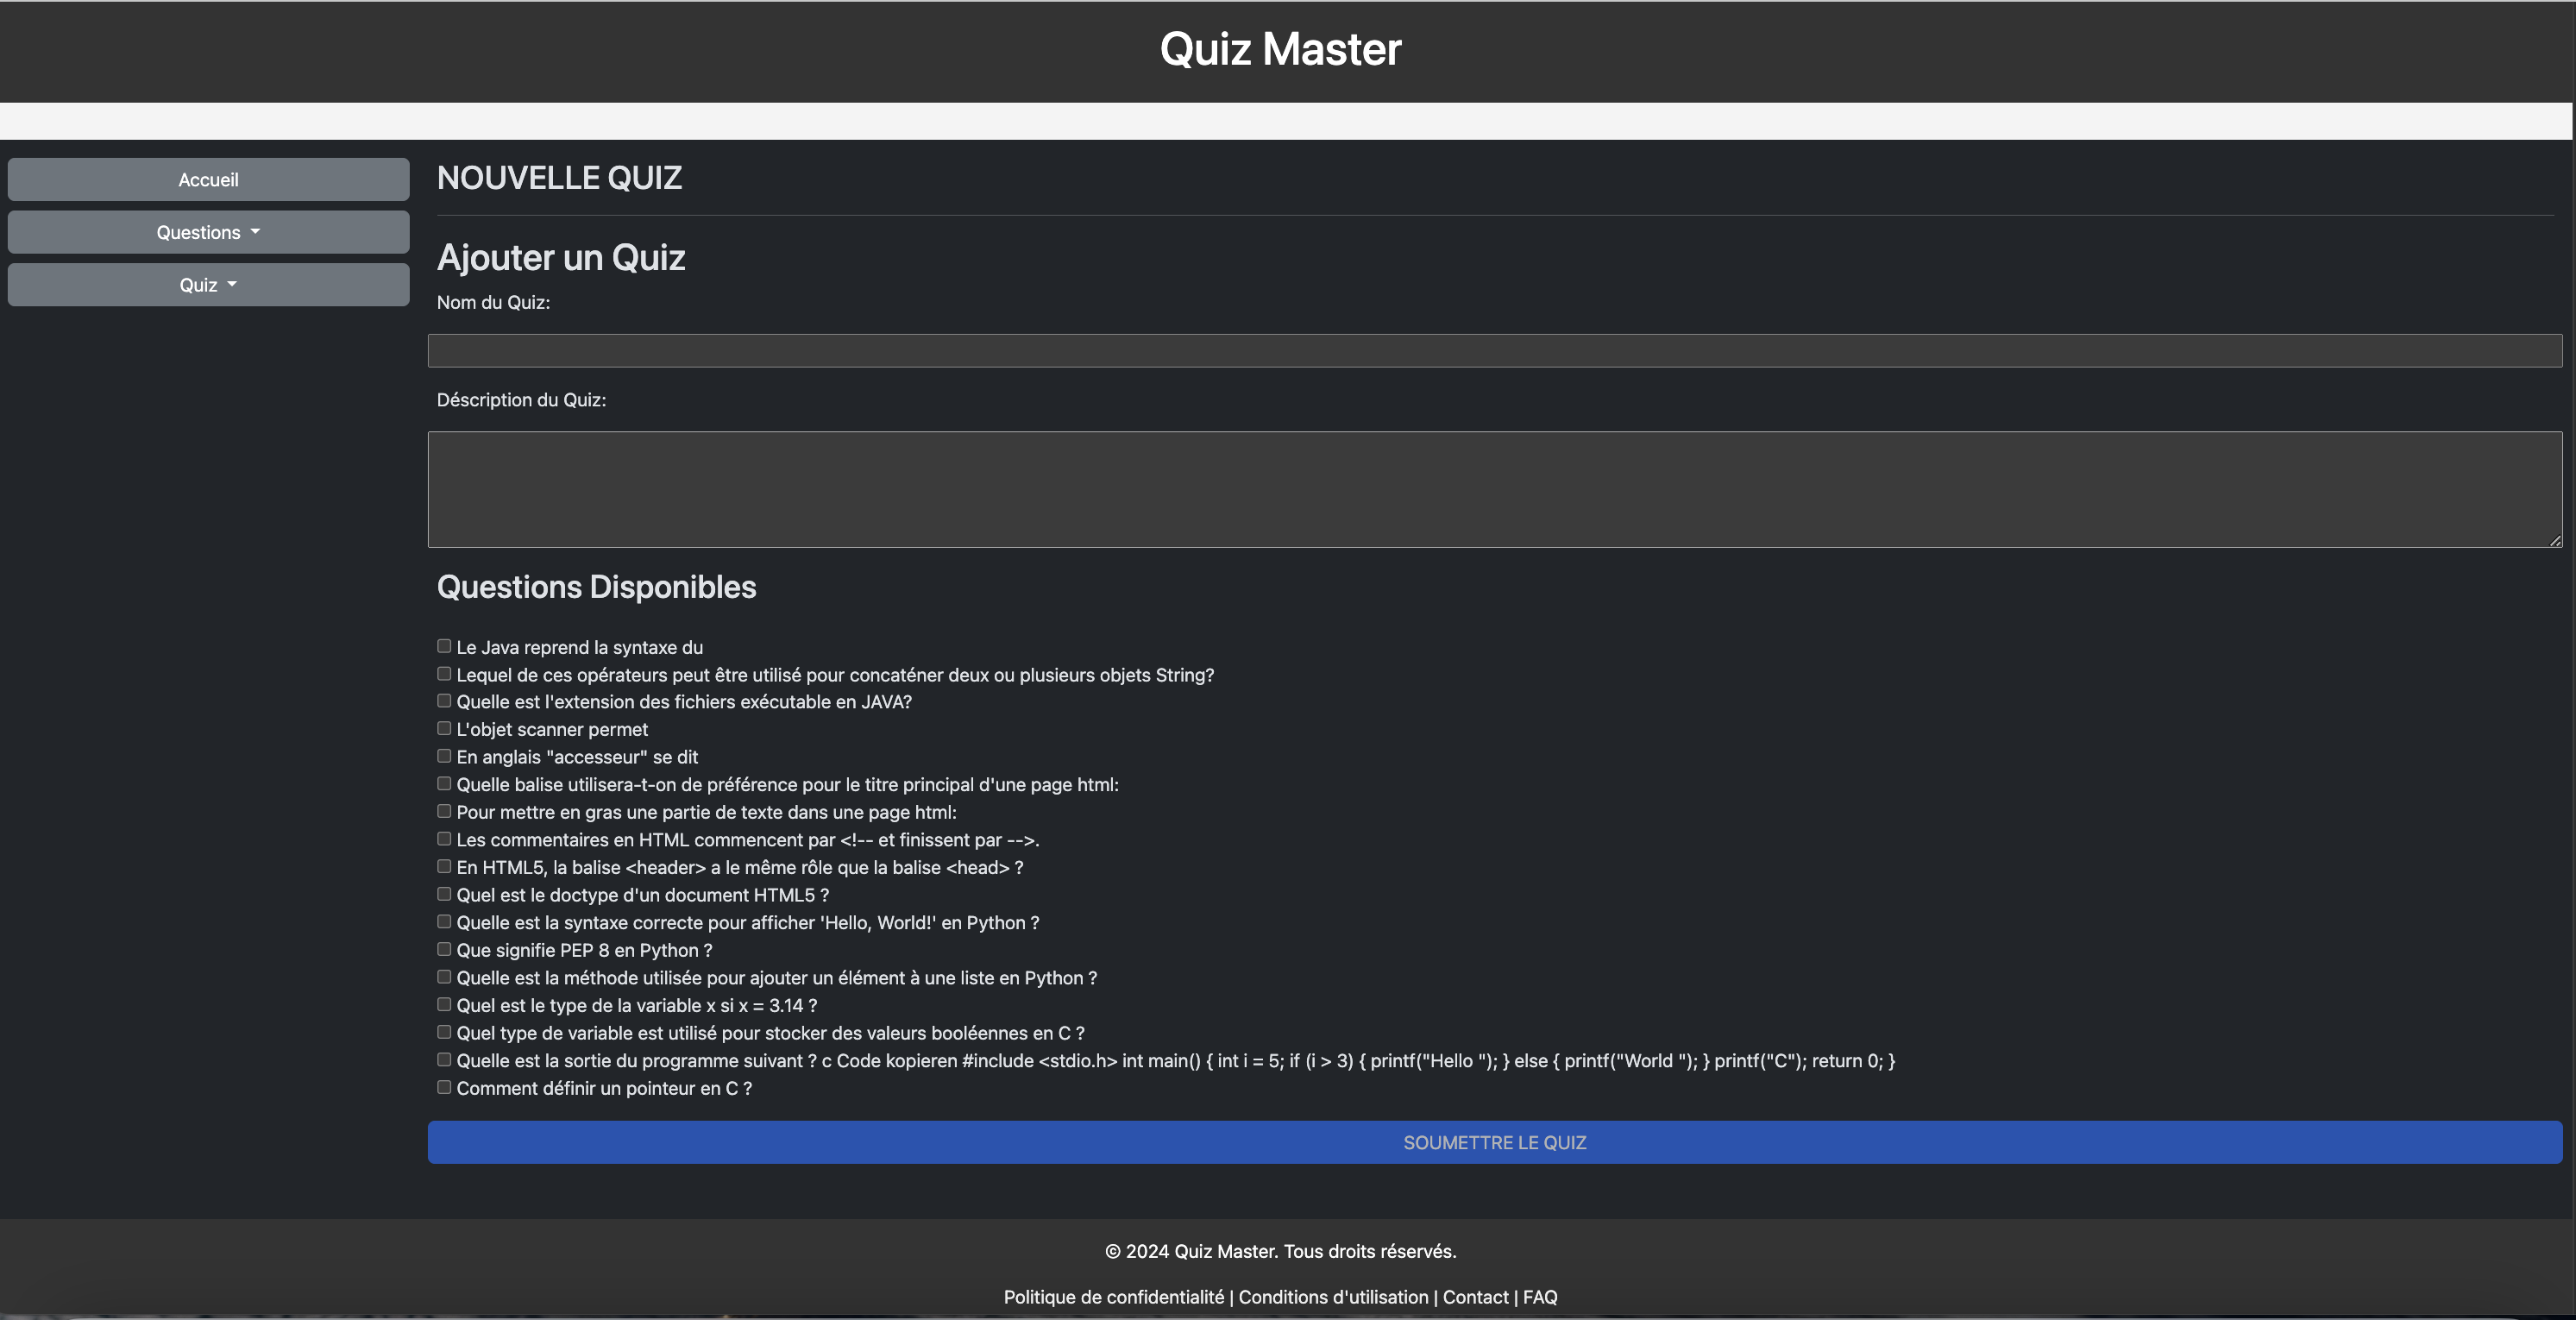 Quiz Master
Accueil
Questions
Quiz
NOUVELLE QUIZ
Ajouter un Quiz
Nom du Quiz:
Déscription du Quiz:
Questions Disponibles
Le Java reprend la syntaxe du
Lequel de ces opérateurs peut être utilisé pour concaténer deux ou plusieurs objets String?
Quelle est l'extension des fichiers exécutable en JAVA?
L'objet scanner permet
En anglais "accesseur" se dit
Quelle balise utilisera-t-on de préférence pour le titre principal d'une page html:
Pour mettre en gras une partie de texte dans une page html:
Les commentaires en HTML commencent par <!-- et finissent par -->.
En HTML5, la balise <header> a le même rôle que la balise <head> ?
Quel est le doctype d'un document HTML5 ?
Quelle est la syntaxe correcte pour afficher 'Hello, World!' en Python ?
Que signifie PEP 8 en Python ?
Quelle est la méthode utilisée pour ajouter un élément à une liste en Python ?
Quel est le type de la variable x si x = 3.14 ?
Quel type de variable est utilisé pour stocker des valeurs booléennes en C ?
Quelle est la sortie du programme suivant ? c Code kopieren #include <stdio.h> int main() { int i = 5; if (i > 3) { printf("Hello "); } else { printf("World "); } printf("C"); return 0; }
Comment définir un pointeur en C ?
SOUMETTRE LE QUIZ
© 2024 Quiz Master. Tous droits réservés.
Politique de confidentialité | Conditions d'utilisation | Contact | FAQ